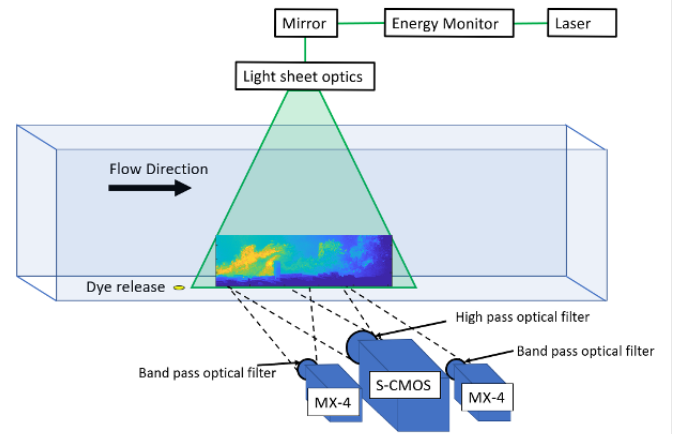 Mirror
Energy Monitor
Laser
Light sheet optics
Flow Direction
Dye release
High pass optical filter
Band pass optical filter
Band pass optical filter
S-CMOS
MX-4
MX-4